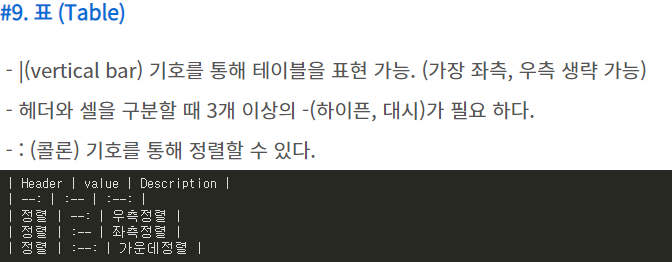 #9. 표 (Table)
- |(vertical bar) 기호를 통해 테이블을 표현 가능. (가장 좌측, 우측 생략 가능)
- 헤더와 셀을 구분할 때 3개 이상의 -(하이픈, 대시)가 필요 하다.
- : (콜론) 기호를 통해 정렬할 수 있다.
| Header | value | Description |
| --: | :-- | :--: |
| 정렬 | --: | 우측정렬 |
| 정렬 | :-- | 좌측정렬 |
| 정렬 | :--: | 가운데정렬 |